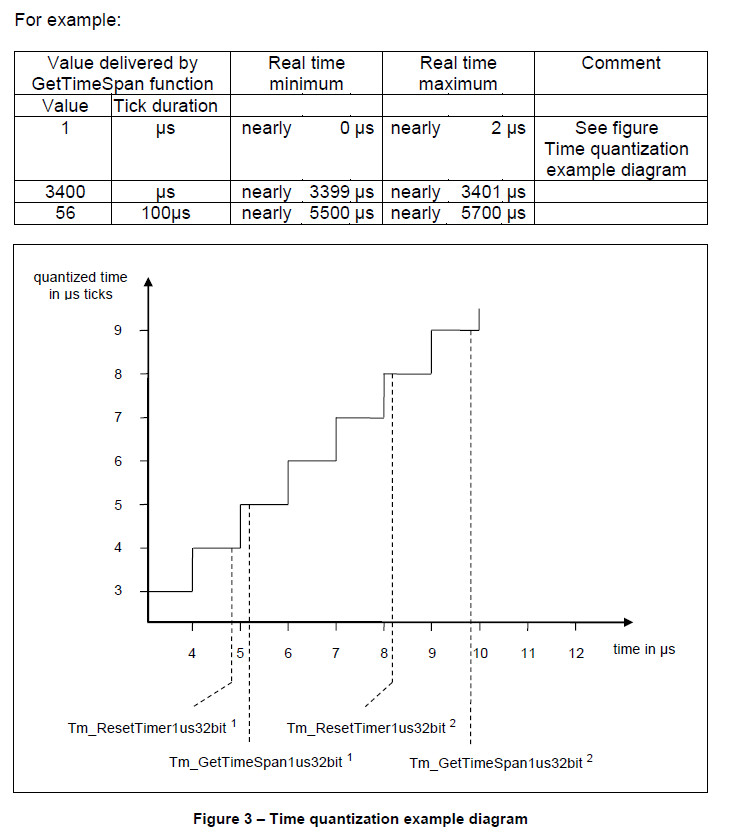 For example:
Value delivered by GetTimeSpan function Real time minimum Real time maximum Comment
Value Tick duration
1 µs nearly 0 µs nearly 2 µs See figure Time quantization example diagram
3400 µs nearly 3399 µs nearly 3401 µs
56 100µs nearly 5500 µs nearly 5700 µs
quantized time
in µs ticks
9
8
7
6
5
4
3
4 5 6 7 8 9 10 11 12 time in µs
Tm_ResetTimer1us32bit 1 Tm_ResetTimer1us32bit 2
Tm_GetTimeSpan1us32bit 1 Tm_GetTimeSpan1us32bit 2
Figure 3 – Time quantization example diagram